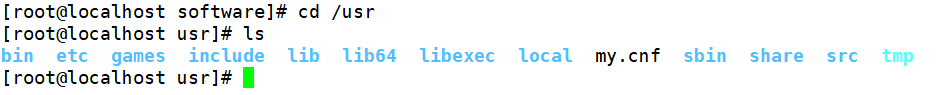 [root@localhost software]# cd /usr
[root@localhost usr]# ls
bin  etc  games  include  lib  lib64  libexec  local  my.cnf  sbin  share  src  tmp
[root@localhost usr]#